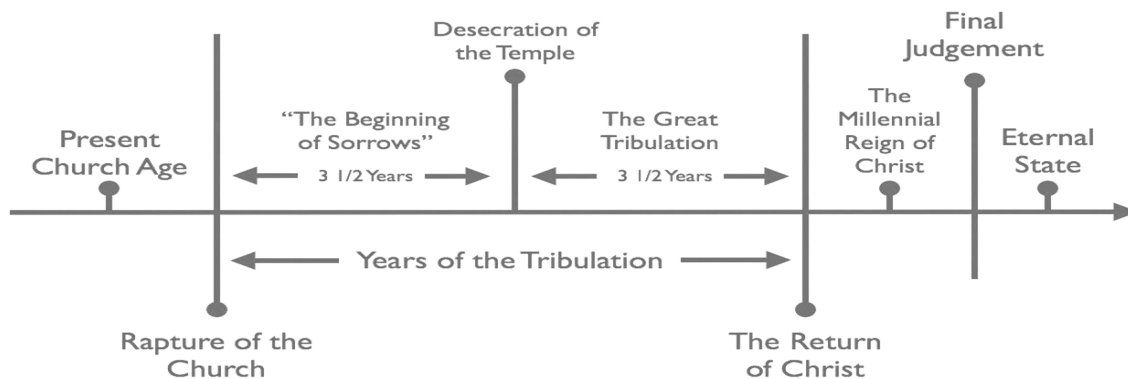 Present
Church Age
"The Beginning
of Sorrows"
3 1/2 Years
Desecration of
the Temple
The Great
Tribulation
3 1/2 Years
The
Millennial
Reign of
Christ
Final
Judgement
Eternal
State
Years of the Tribulation
Rapture of the
Church
The Return
of Christ